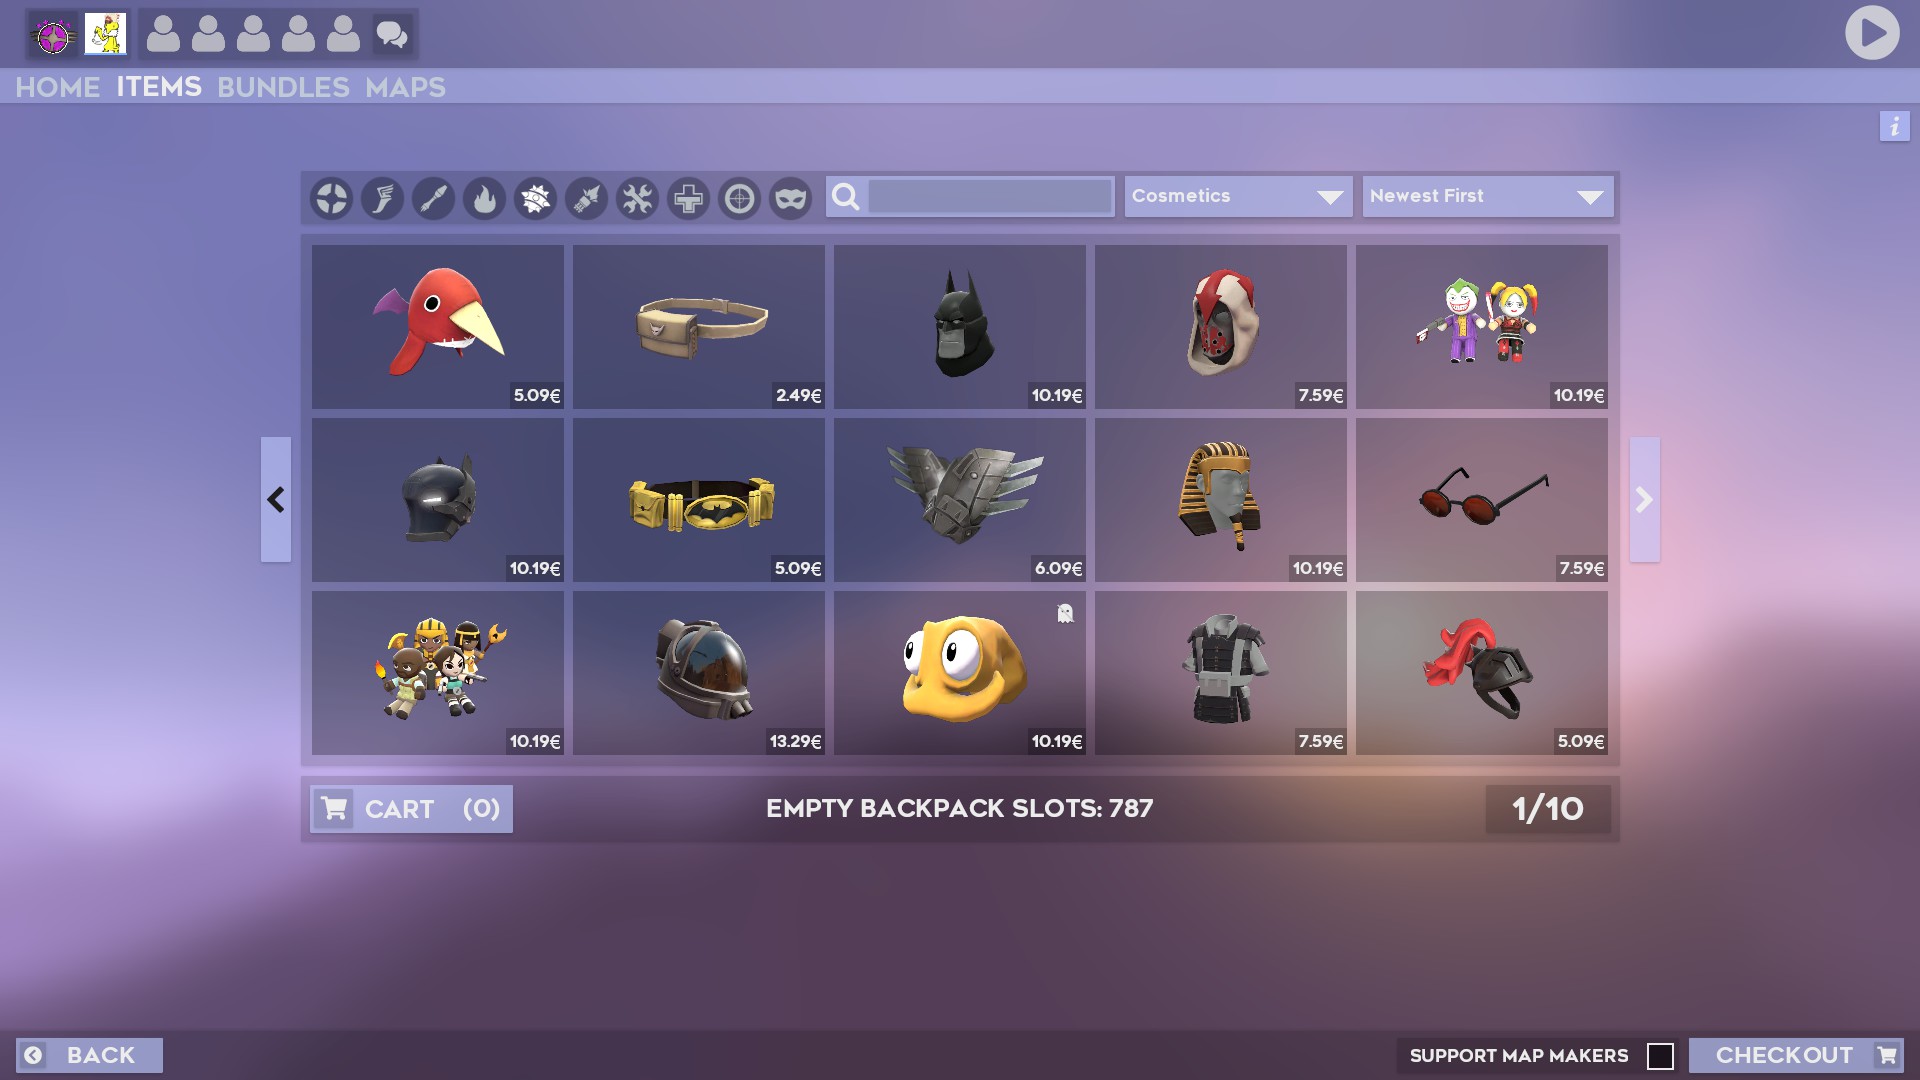 HOME ITEMS BUNDLES MAPS
i
Cosmetics
Newest First
5.09€
2.49€
10.19€
7.59€
10.19€
10.19€
5.09€
6.09€
10.19€
7.59€
10.19€
13.29€
10.19€
7.59€
5.09€
CART (0)
EMPTY BACKPACK SLOTS: 787
1/10
BACK
SUPPORT MAP MAKERS
CHECKOUT